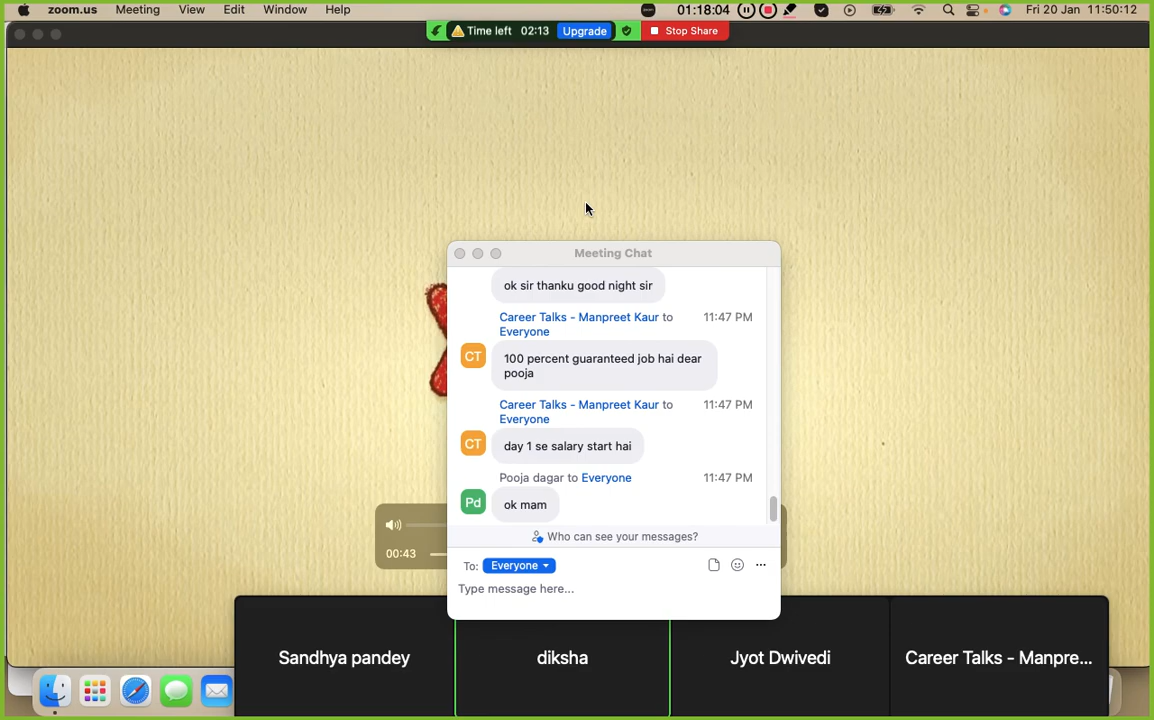 zoom.us Meeting View Edit Window Help 01:18:04 Fri 20 Jan 11:50:12
Time left 02:13 Upgrade Stop Share
Meeting Chat
ok sir thanku good night sir
Career Talks - Manpreet Kaur to 11:47 PM
Everyone
CT
100 percent guaranteed job hai dear
pooja
Career Talks - Manpreet Kaur to 11:47 PM
Everyone
CT
day 1 se salary start hai
Pooja dagar to Everyone 11:47 PM
Pd
ok mam
Who can see your messages?
00:43
To: Everyone
Type message here...
Sandhya pandey diksha Jyot Dwivedi Career Talks - Manpre...